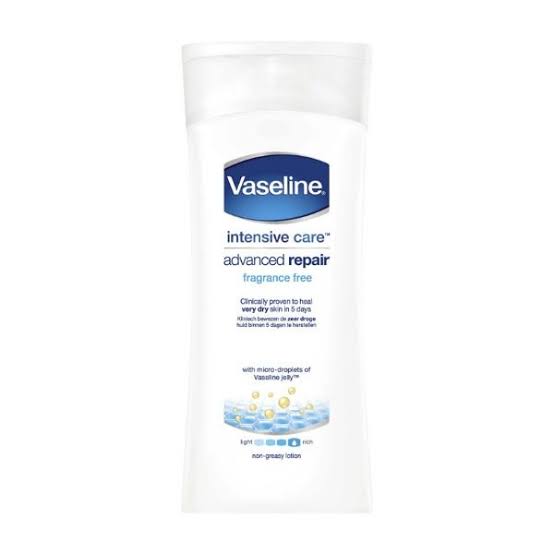 Vaseline®
intensive care™
advanced repair
fragrance free
Clinically proven to heal
very dry skin in 5 days
Klinisch bewezen de zeer droge
huid binnen 5 dagen te herstellen
with micro-droplets of
Vaseline jelly™
light rich
non-greasy lotion